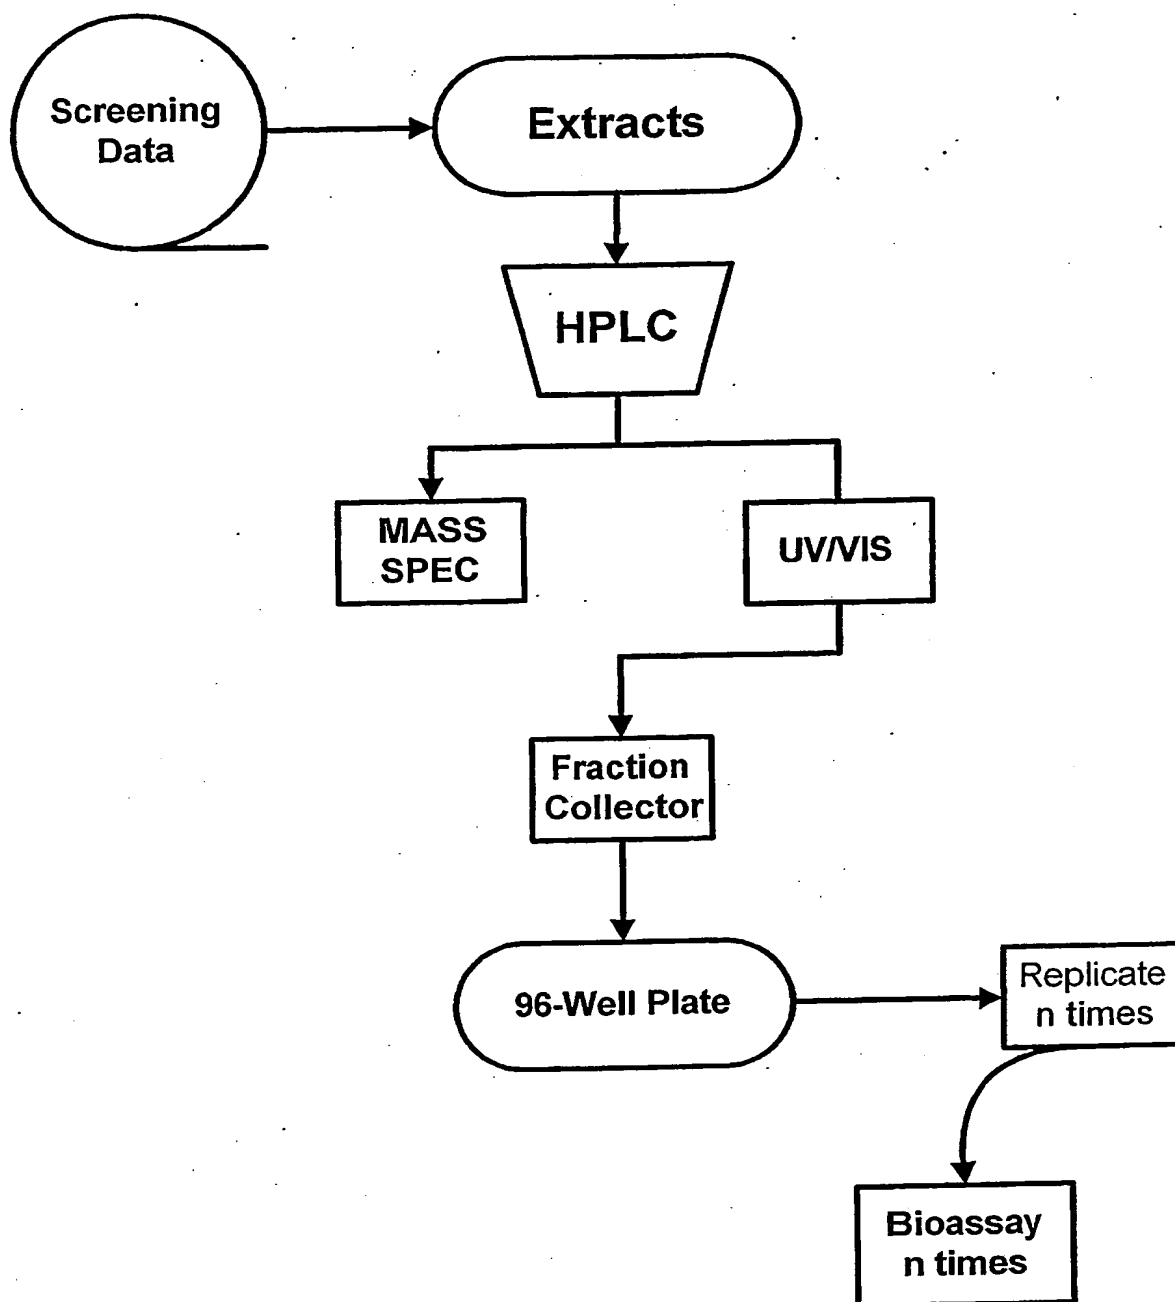 Screening
Data
Extracts
HPLC
MASS
SPEC
UV/VIS
Fraction
Collector
96-Well Plate
Replicate
n times
Bioassay
n times